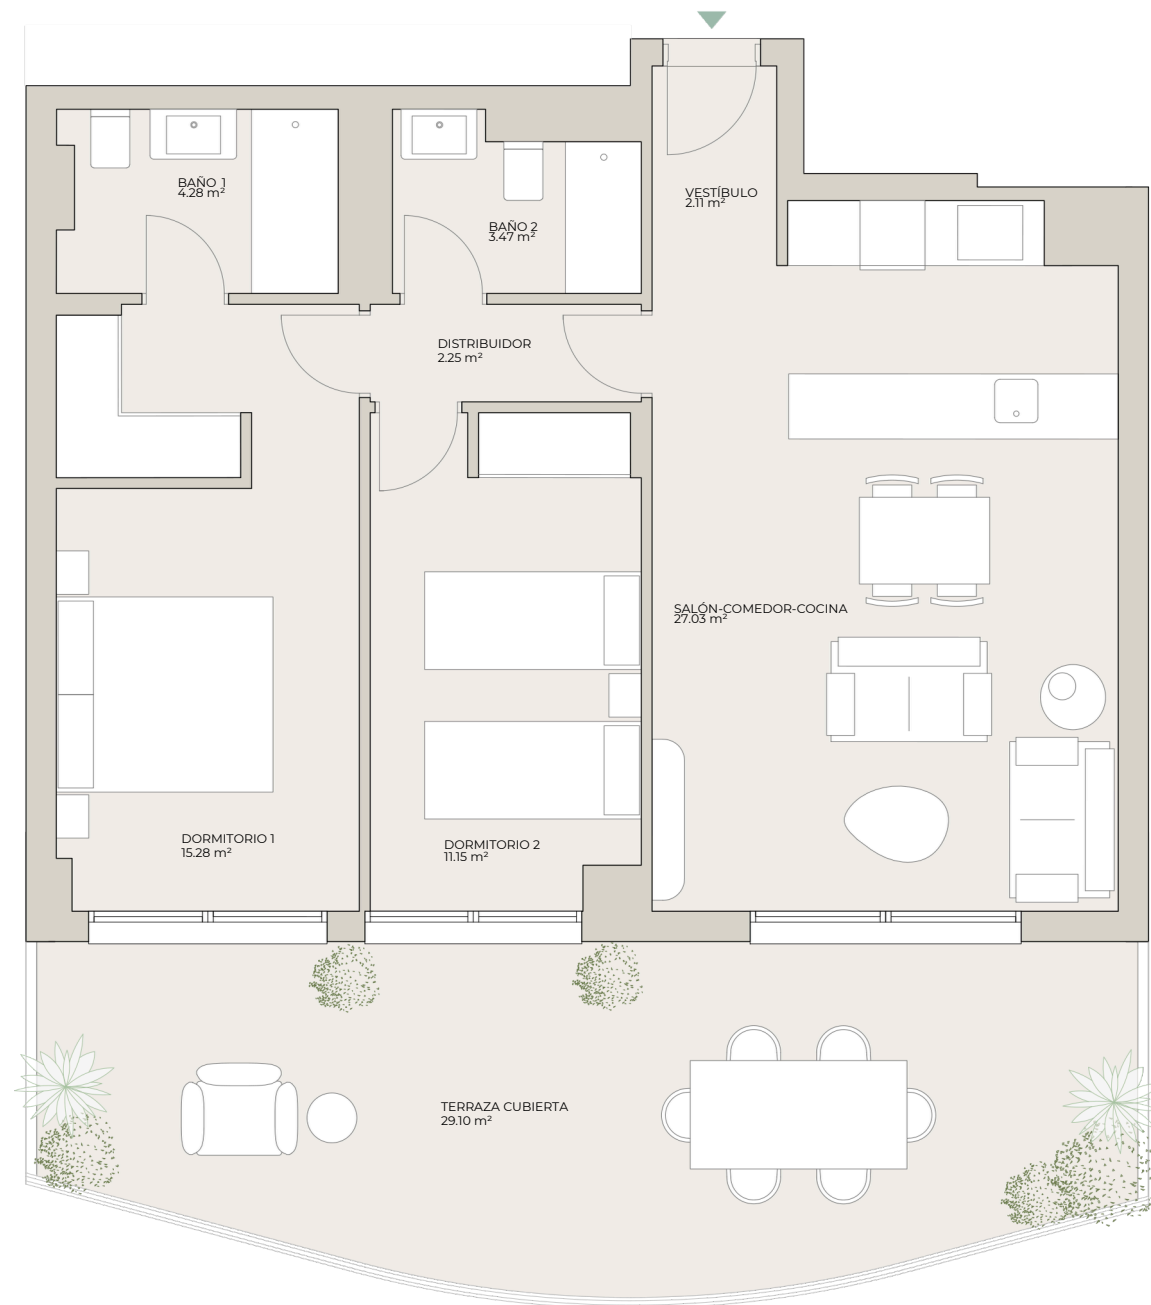 BAÑO 1
4.28 m²
VESTÍBULO
2.11 m²
BAÑO 2
3.47 m²
DISTRIBUIDOR
2.25 m²
SALÓN-COMEDOR-COCINA
27.03 m²
DORMITORIO 1
15.28 m²
DORMITORIO 2
11.15 m²
TERRAZA CUBIERTA
29.10 m²